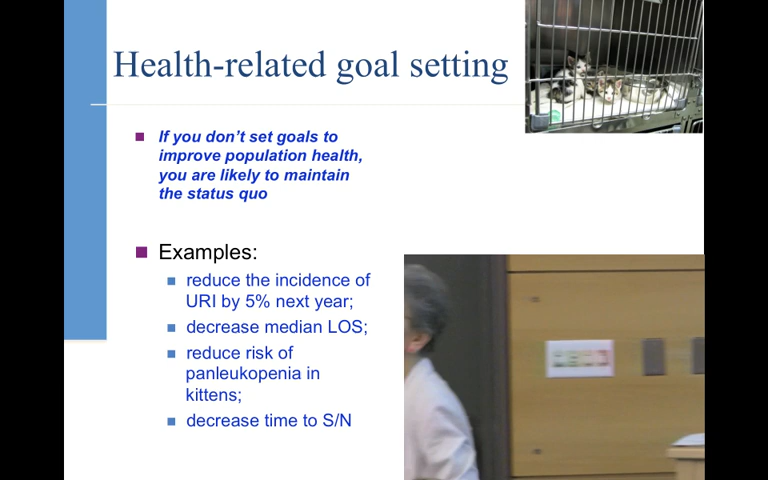 Health-related goal setting
If you don't set goals to
improve population health,
you are likely to maintain
the status quo
Examples:
reduce the incidence of
URI by 5% next year;
decrease median LOS;
reduce risk of
panleukopenia in
kittens;
decrease time to S/N